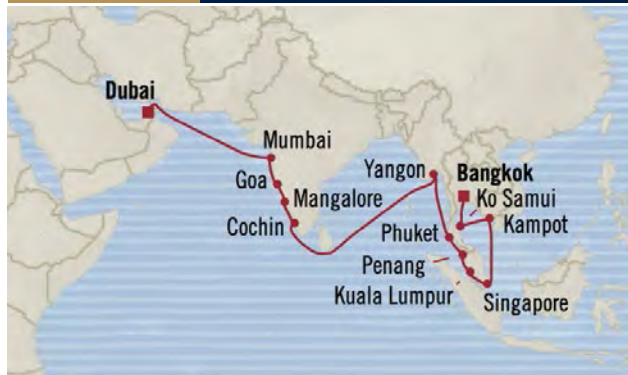 Dubai
Mumbai
Goa
Mangalore
Cochin
Yangon
Bangkok
Ko Samui
Kampot
Phuket
Penang
Kuala Lumpur
Singapore